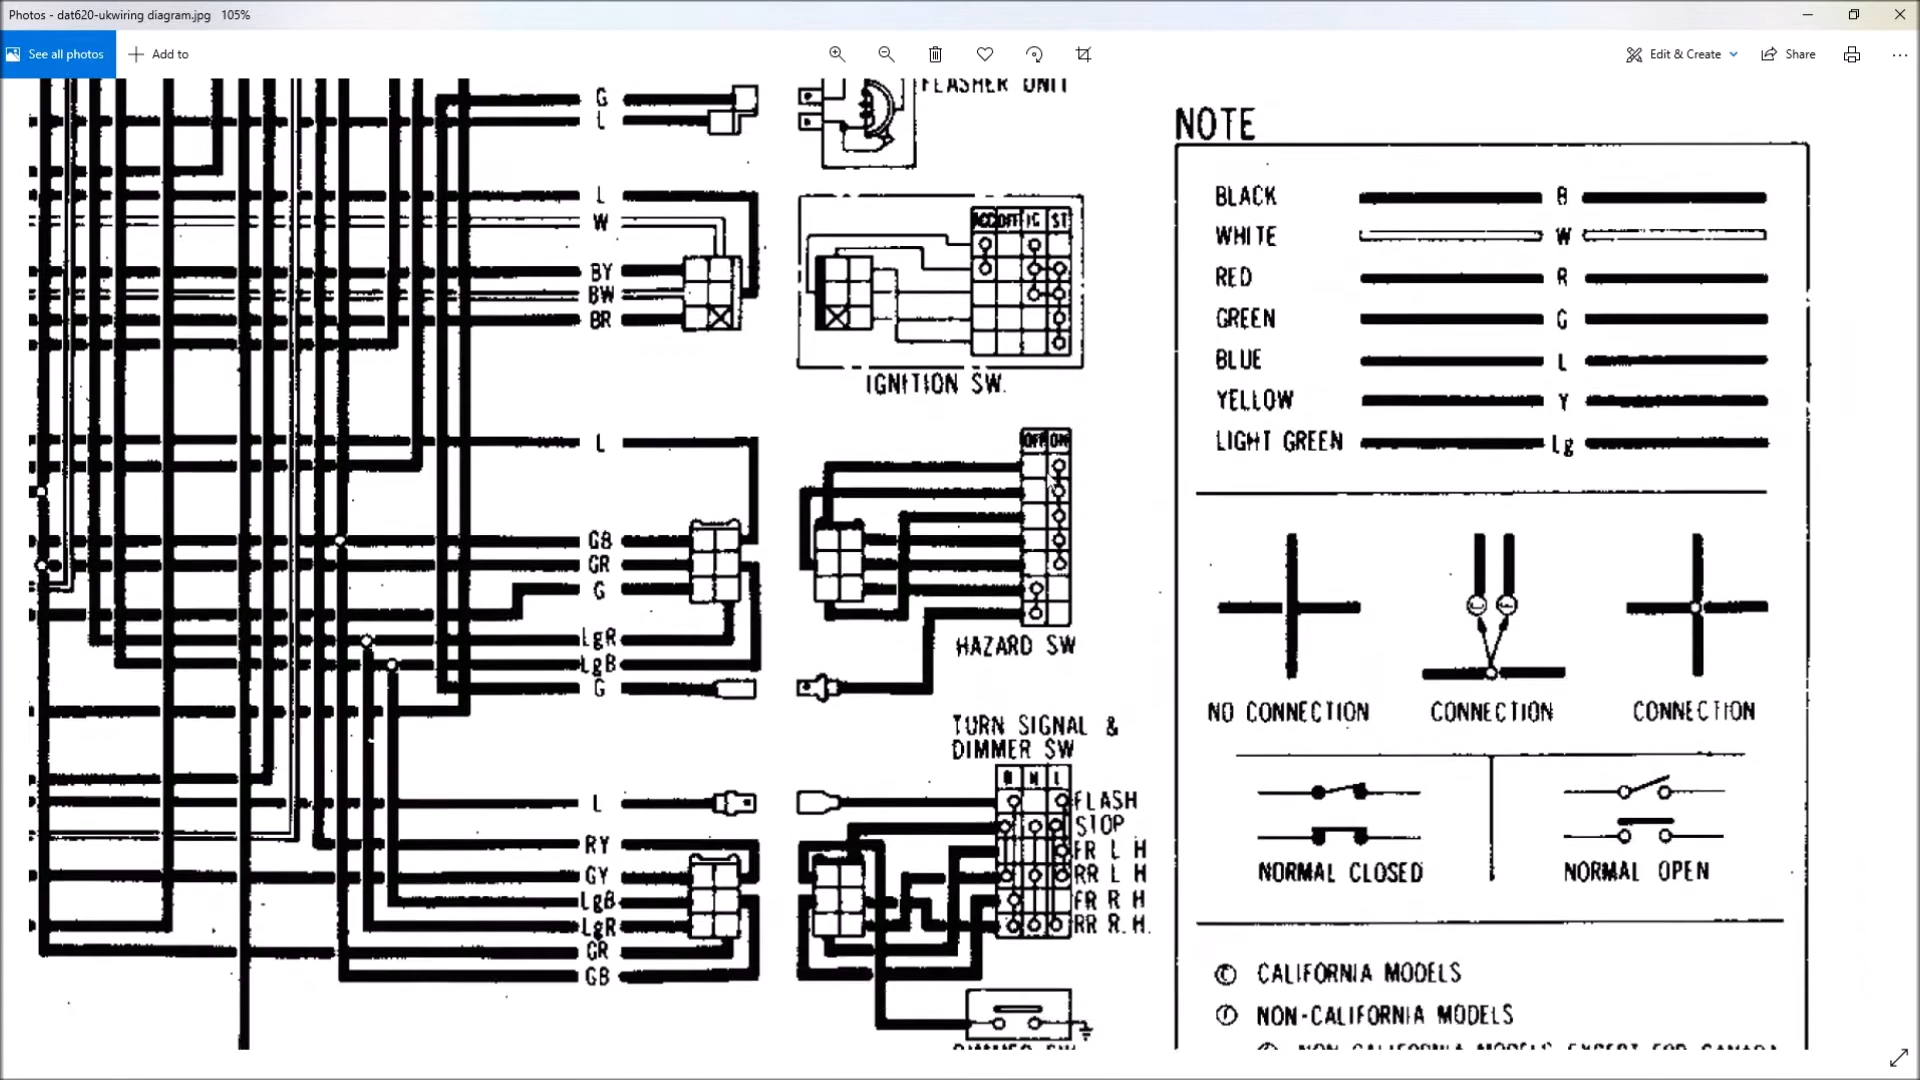 Photos - dat620-ukwiring diagram.jpg 105%
See all photos
Add to
Edit & Create
Share
FLASHER UNIT
G
L
L
W
BY
BW
BR
ACC OFF IG ST
IGNITION SW.
L
GB
GR
G
LgR
LgB
G
OFF ON
HAZARD SW
TURN SIGNAL &
DIMMER SW
R N L
FLASH
STOP
FR L H
RR L H
FR R H
RR R.H.
L
RY
GY
LgB
LgR
GR
GB
NOTE
BLACK B
WHITE W
RED R
GREEN G
BLUE L
YELLOW Y
LIGHT GREEN Lg
C F
NO CONNECTION
CONNECTION
CONNECTION
NORMAL CLOSED
NORMAL OPEN
C CALIFORNIA MODELS
NON-CALIFORNIA MODELS